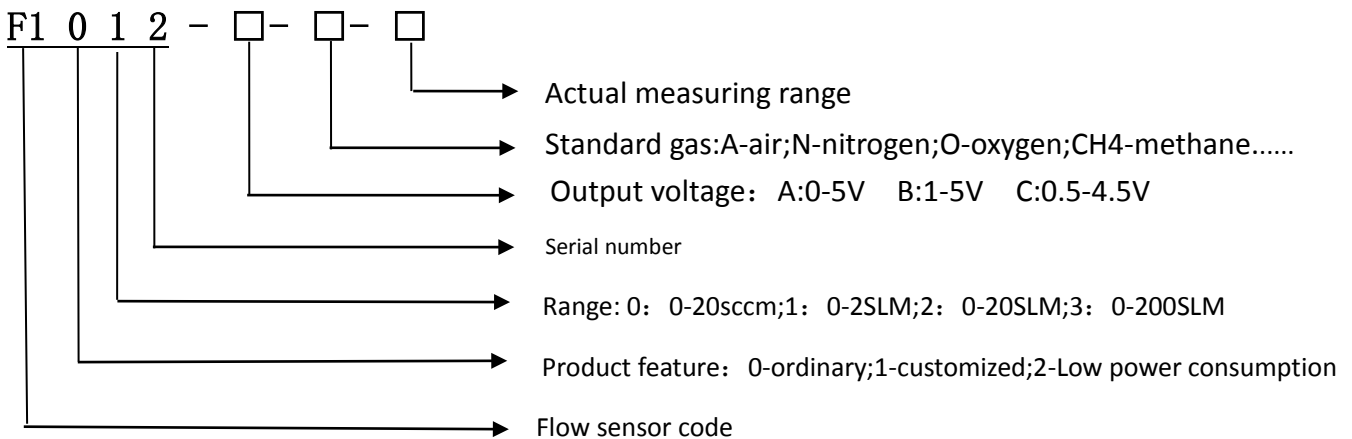 F1 0 1 2 - □- □- □
Actual measuring range
Standard gas:A-air;N-nitrogen;O-oxygen;CH4-methane......
Output voltage： A:0-5V B:1-5V C:0.5-4.5V
Serial number
Range: 0： 0-20sccm;1： 0-2SLM;2： 0-20SLM;3： 0-200SLM
Product feature： 0-ordinary;1-customized;2-Low power consumption
Flow sensor code